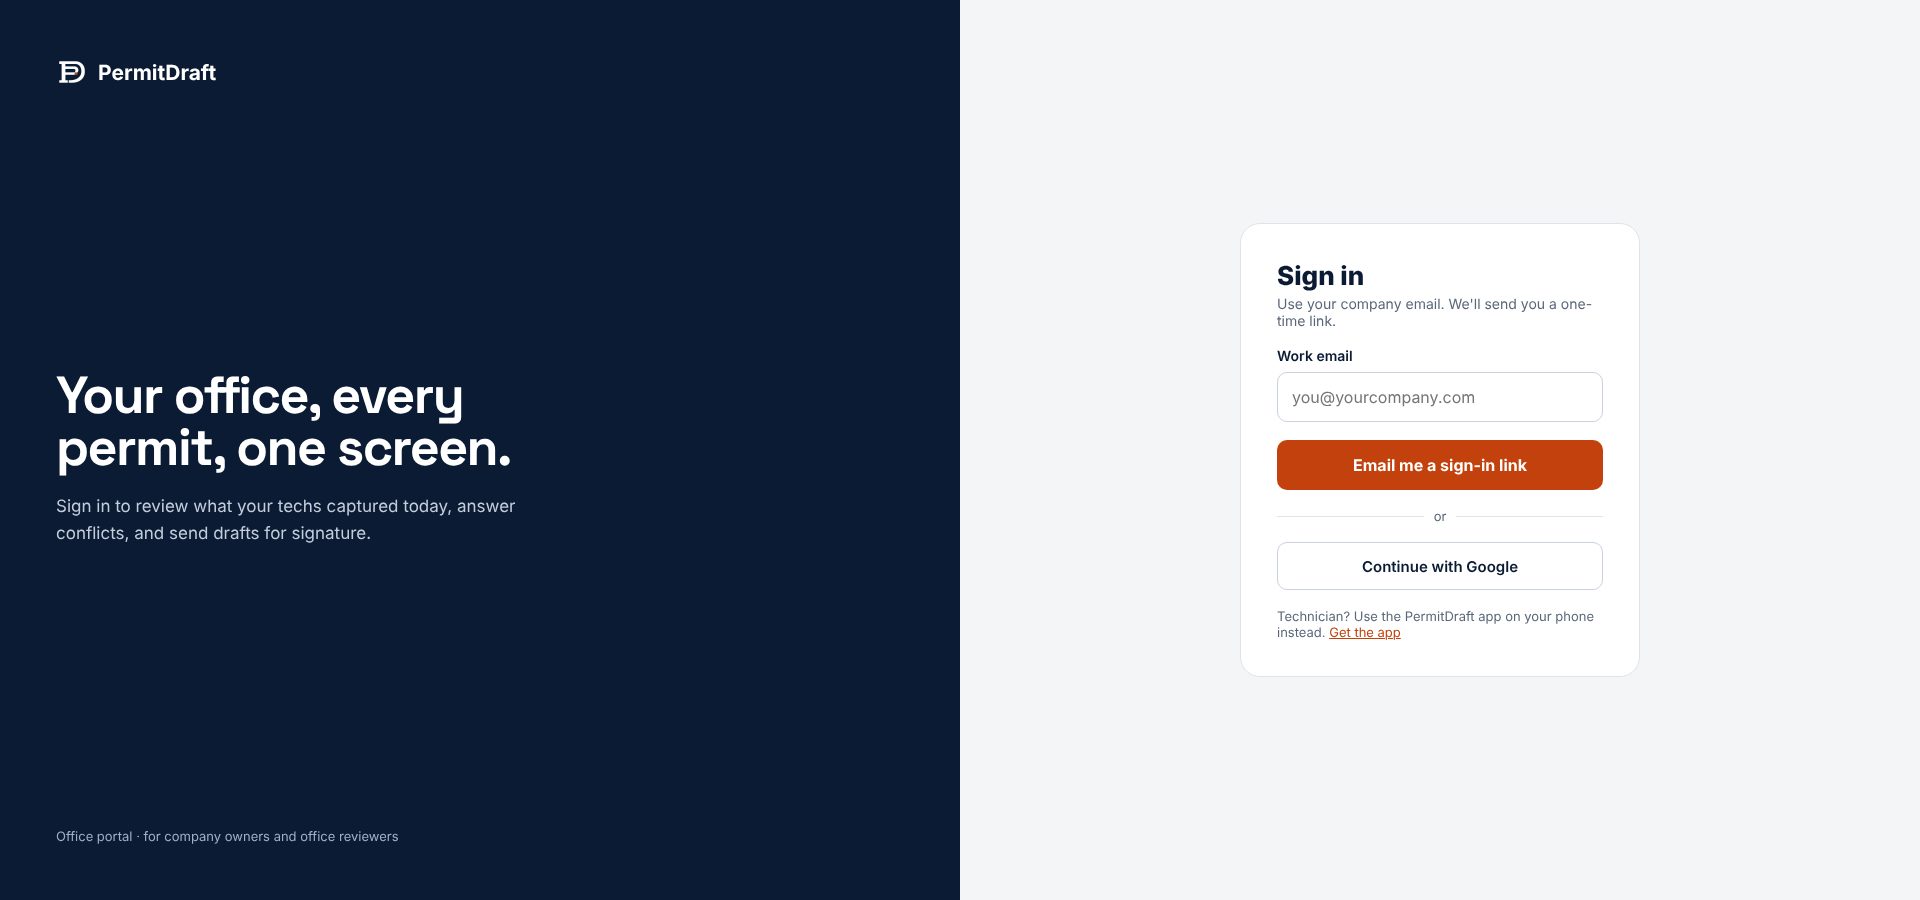 PermitDraft
Your office, every
permit, one screen.
Sign in to review what your techs captured today, answer
conflicts, and send drafts for signature.
Office portal · for company owners and office reviewers
Sign in
Use your company email. We'll send you a one-
time link.
Work email
you@yourcompany.com
Email me a sign-in link
or
Continue with Google
Technician? Use the PermitDraft app on your phone
instead. Get the app